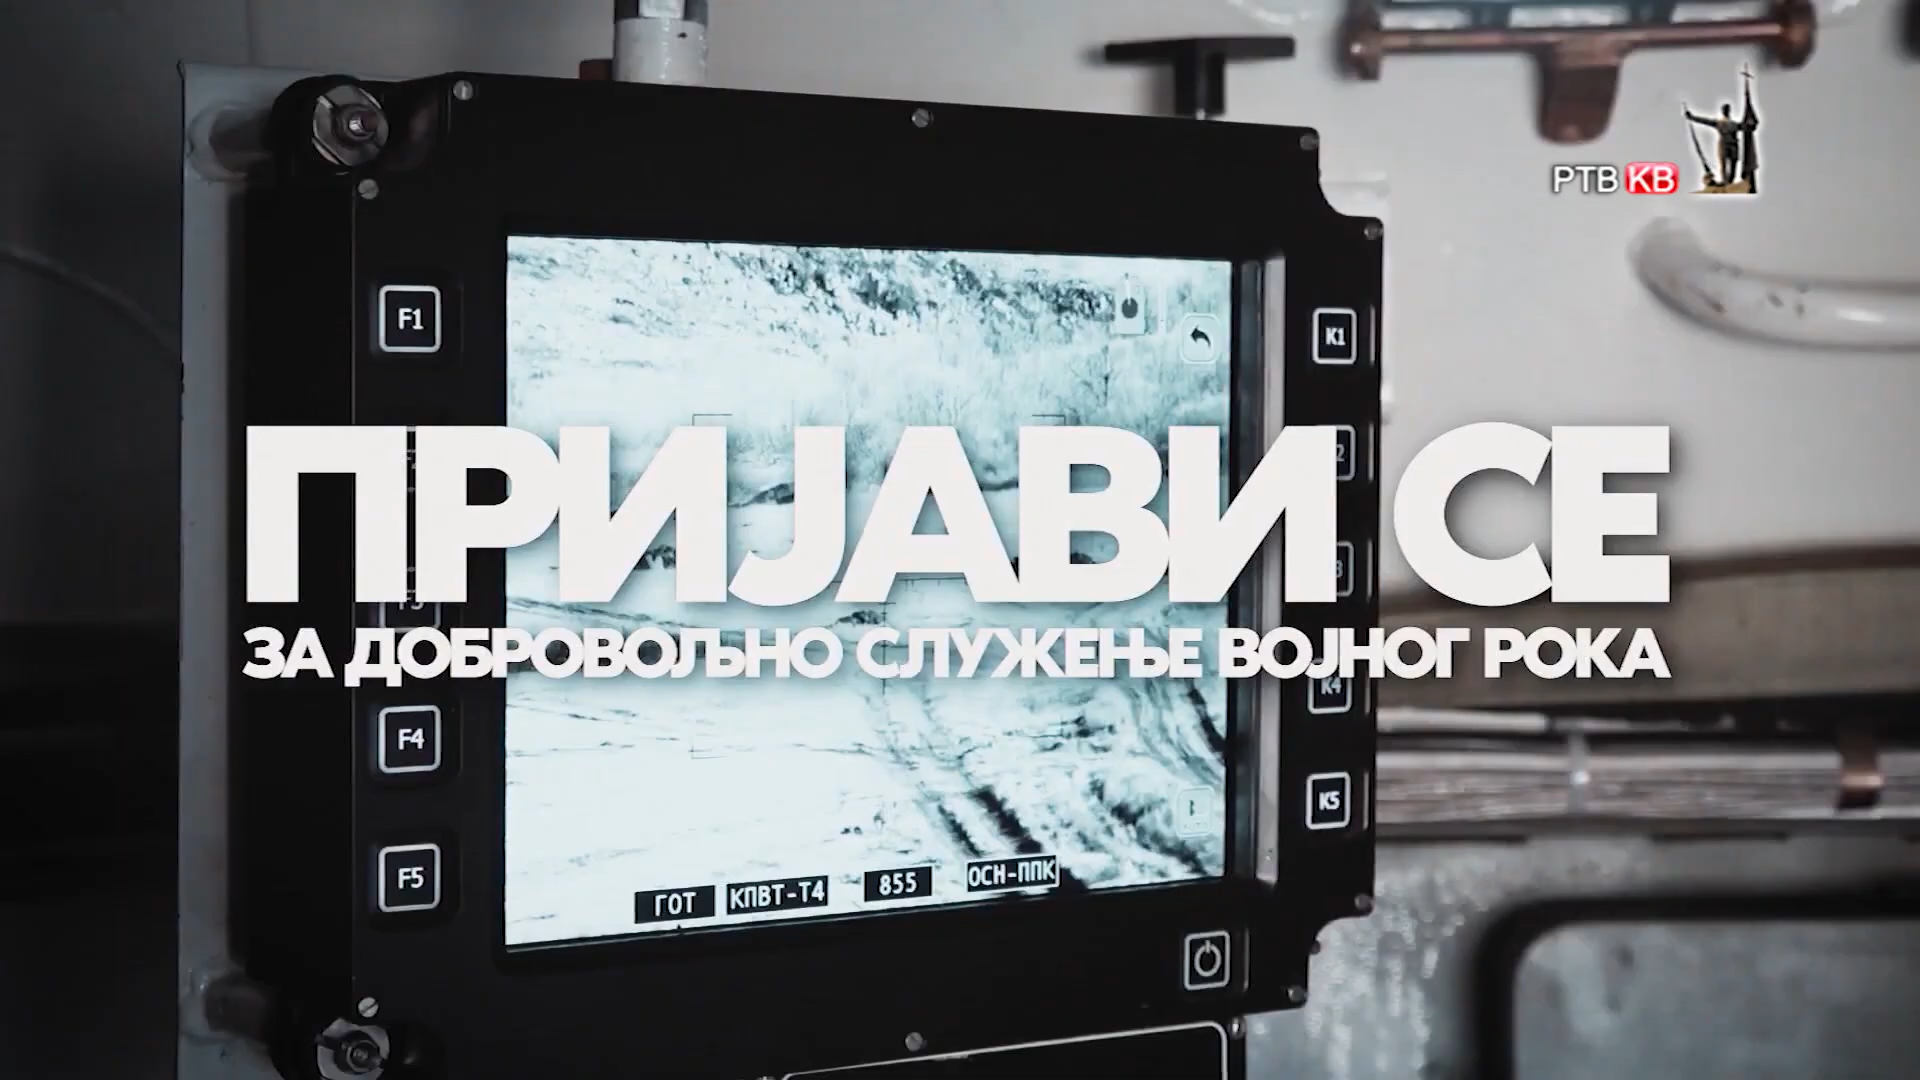 РТВ КВ
F1
K1
ПРИЈАВИ СЕ
ЗА ДОБРОВОЉНО СЛУЖЕЊЕ ВОЈНОГ РОКА
K4
F4
K5
F5
ГОТ КПВТ-Т4 855 ОСН-ППК